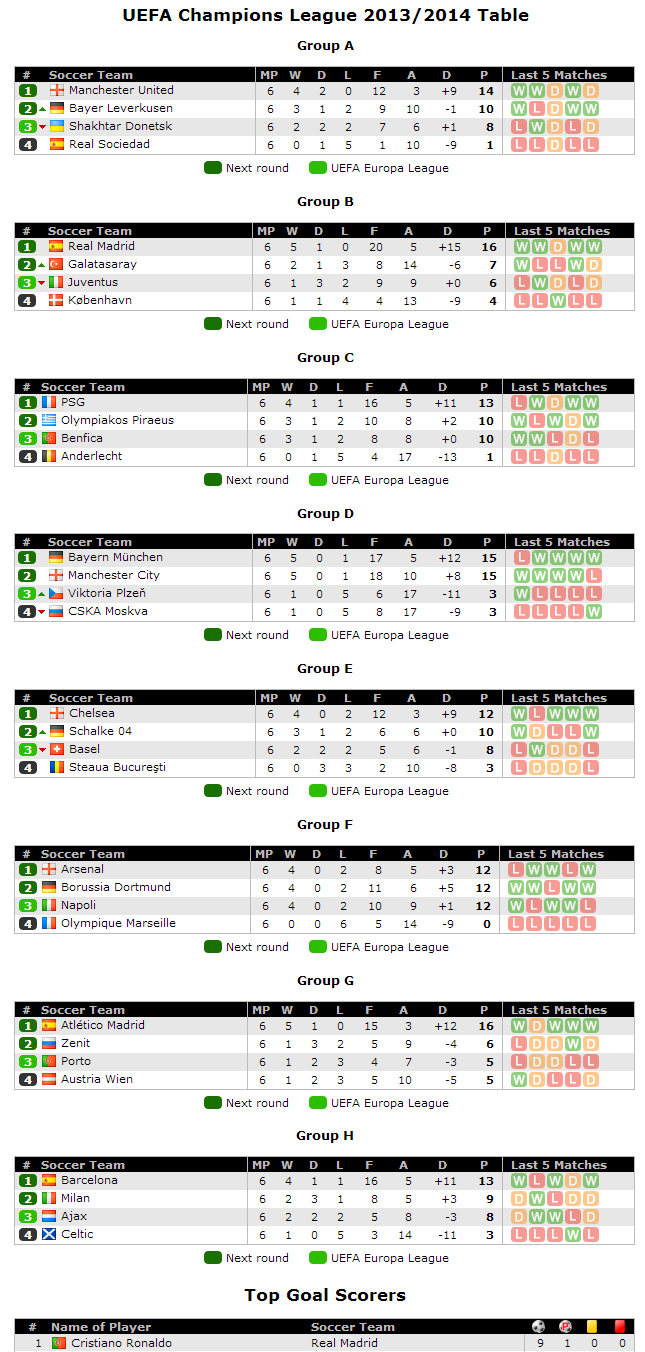 UEFA Champions League 2013/2014 Table
Group A
# Soccer Team MP W D L F A D P Last 5 Matches
1 Manchester United 6 4 2 0 12 3 +9 14 W W D W D
2 Bayer Leverkusen 6 3 1 2 9 10 -1 10 W L D W W
3 Shakhtar Donetsk 6 2 2 2 7 6 +1 8 L W D L D
4 Real Sociedad 6 0 1 5 1 10 -9 1 L L D L L
Next round UEFA Europa League
Group B
# Soccer Team MP W D L F A D P Last 5 Matches
1 Real Madrid 6 5 1 0 20 5 +15 16 W W D W W
2 Galatasaray 6 2 1 3 8 14 -6 7 W L L W D
3 Juventus 6 1 3 2 9 9 +0 6 L W D L D
4 København 6 1 1 4 4 13 -9 4 L L W L L
Next round UEFA Europa League
Group C
# Soccer Team MP W D L F A D P Last 5 Matches
1 PSG 6 4 1 1 16 5 +11 13 L W D W W
2 Olympiakos Piraeus 6 3 1 2 10 8 +2 10 W L W D W
3 Benfica 6 3 1 2 8 8 +0 10 W W L D L
4 Anderlecht 6 0 1 5 4 17 -13 1 L L D L L
Next round UEFA Europa League
Group D
# Soccer Team MP W D L F A D P Last 5 Matches
1 Bayern München 6 5 0 1 17 5 +12 15 L W W W W
2 Manchester City 6 5 0 1 18 10 +8 15 W W W W L
3 Viktoria Plzeň 6 1 0 5 6 17 -11 3 W L L L L
4 CSKA Moskva 6 1 0 5 8 17 -9 3 L L L L W
Next round UEFA Europa League
Group E
# Soccer Team MP W D L F A D P Last 5 Matches
1 Chelsea 6 4 0 2 12 3 +9 12 W L W W W
2 Schalke 04 6 3 1 2 6 6 +0 10 W D L L W
3 Basel 6 2 2 2 5 6 -1 8 L W D D L
4 Steaua Bucureşti 6 0 3 3 2 10 -8 3 L D D D L
Next round UEFA Europa League
Group F
# Soccer Team MP W D L F A D P Last 5 Matches
1 Arsenal 6 4 0 2 8 5 +3 12 L W W L W
2 Borussia Dortmund 6 4 0 2 11 6 +5 12 W W L W W
3 Napoli 6 4 0 2 10 9 +1 12 W L W W L
4 Olympique Marseille 6 0 0 6 5 14 -9 0 L L L L L
Next round UEFA Europa League
Group G
# Soccer Team MP W D L F A D P Last 5 Matches
1 Atlético Madrid 6 5 1 0 15 3 +12 16 W D W W W
2 Zenit 6 1 3 2 5 9 -4 6 L D D W D
3 Porto 6 1 2 3 4 7 -3 5 L D D L L
4 Austria Wien 6 1 2 3 5 10 -5 5 W D L L D
Next round UEFA Europa League
Group H
# Soccer Team MP W D L F A D P Last 5 Matches
1 Barcelona 6 4 1 1 16 5 +11 13 W L W D W
2 Milan 6 2 3 1 8 5 +3 9 D W L D D
3 Ajax 6 2 2 2 5 8 -3 8 D W W L D
4 Celtic 6 1 0 5 3 14 -11 3 L L L W L
Next round UEFA Europa League
Top Goal Scorers
# Name of Player Soccer Team P
1 Cristiano Ronaldo Real Madrid 9 1 0 0